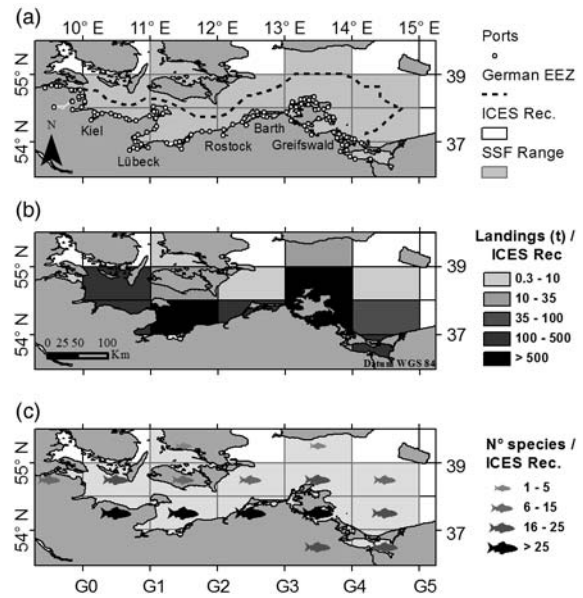 (a)
10° E 11° E 12° E 13° E 14° E 15° E
55° N
54° N
39
37
N
Kiel
Lübeck
Rostock
Barth
Greifswald
Ports
German EEZ
ICES Rec.
SSF Range
(b)
55° N
54° N
39
37
0 25 50 100
Km
Datum WGS 84
Landings (t) /
ICES Rec
0.3 - 10
10 - 35
35 - 100
100 - 500
> 500
(c)
55° N
54° N
39
37
G0 G1 G2 G3 G4 G5
N° species /
ICES Rec.
1 - 5
6 - 15
16 - 25
> 25